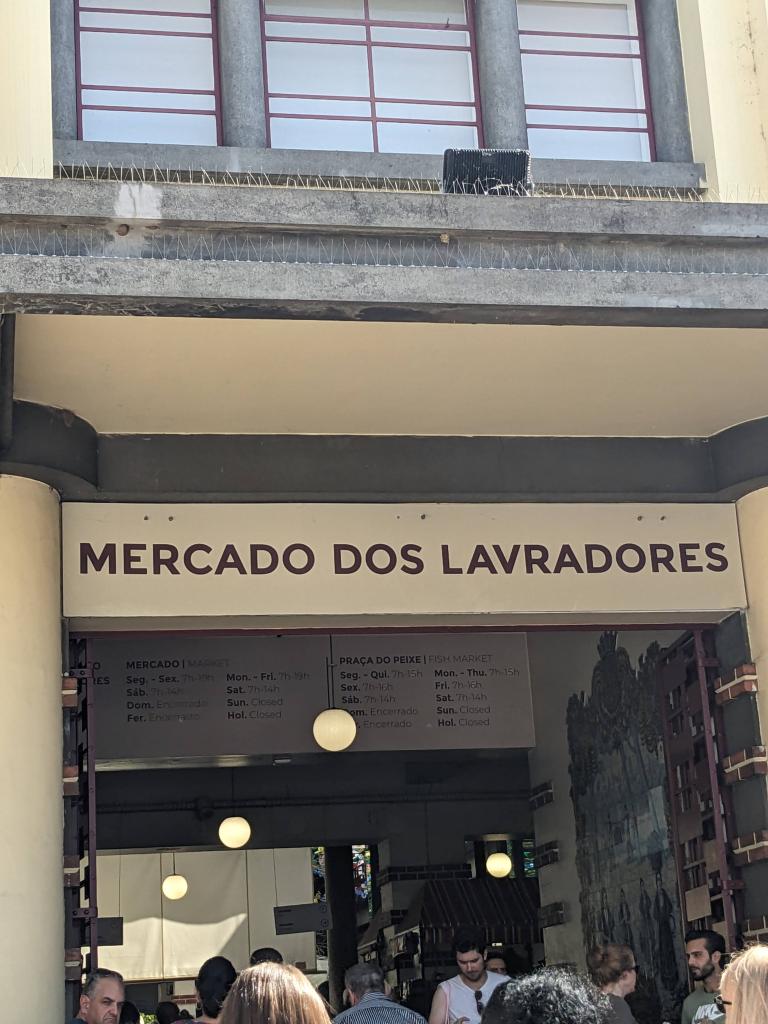 MERCADO DOS LAVRADORES
O
RES
MERCADO | MARKET
Seg. - Sex. 7h-19h Mon. - Fri. 7h-19h
Sáb. 7h-14h Sat. 7h-14h
Dom. Encerrado Sun. Closed
Fer. Encerrado Hol. Closed
PRAÇA DO PEIXE | FISH MARKET
Seg. - Qui. 7h-15h Mon. - Thu. 7h-15h
Sex. 7h-16h Fri. 7h-16h
Sáb. 7h-14h Sat. 7h-14h
Dom. Encerrado Sun. Closed
Encerrado Hol. Closed